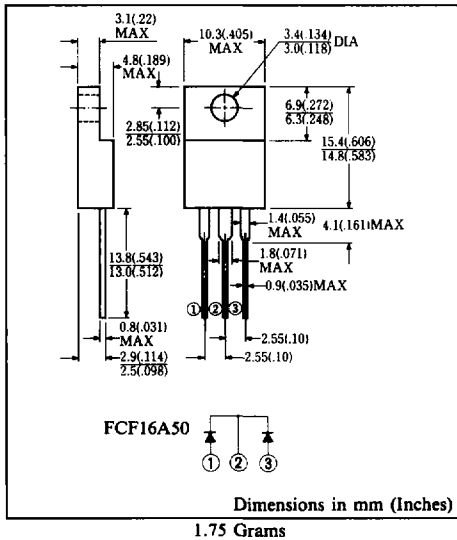 3.1(.22)
MAX
10.3(.405)
MAX
3.4(.134)
3.0(.118) DIA
4.8(.189)
MAX
2.85(.112)
2.55(.100)
6.9(.272)
6.3(.248)
15.4(.606)
14.8(.583)
1.4(.055)
MAX
4.1(.161)MAX
13.8(.543)
13.0(.512)
1.8(.071)
MAX
0.9(.035)MAX
① ② ③
0.8(.031)
MAX
2.9(.114)
2.5(.098)
2.55(.10)
2.55(.10)
FCF16A50
① ② ③
Dimensions in mm (Inches)
1.75 Grams